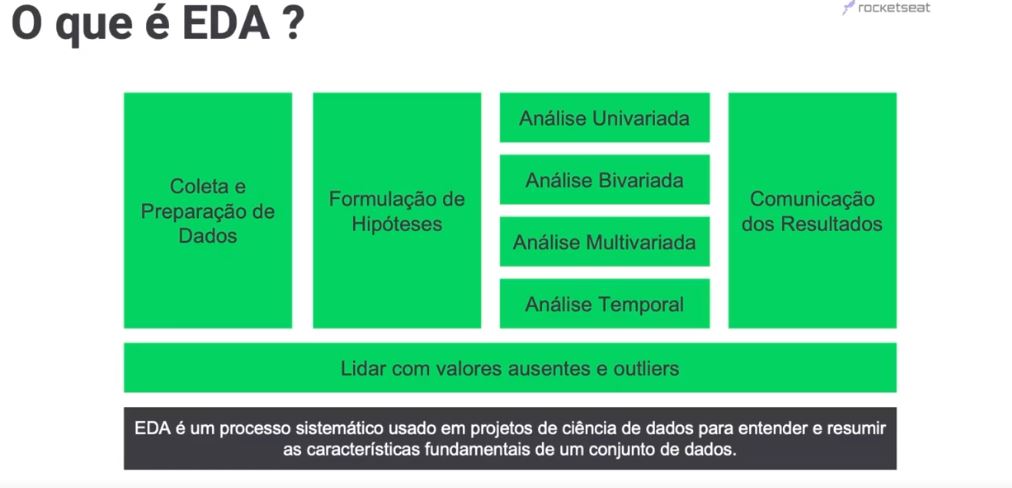 O que é EDA ?
rocketseat
Coleta e
Preparação de
Dados
Formulação de
Hipóteses
Análise Univariada
Análise Bivariada
Análise Multivariada
Análise Temporal
Comunicação
dos Resultados
Lidar com valores ausentes e outliers
EDA é um processo sistemático usado em projetos de ciência de dados para entender e resumir
as características fundamentais de um conjunto de dados.